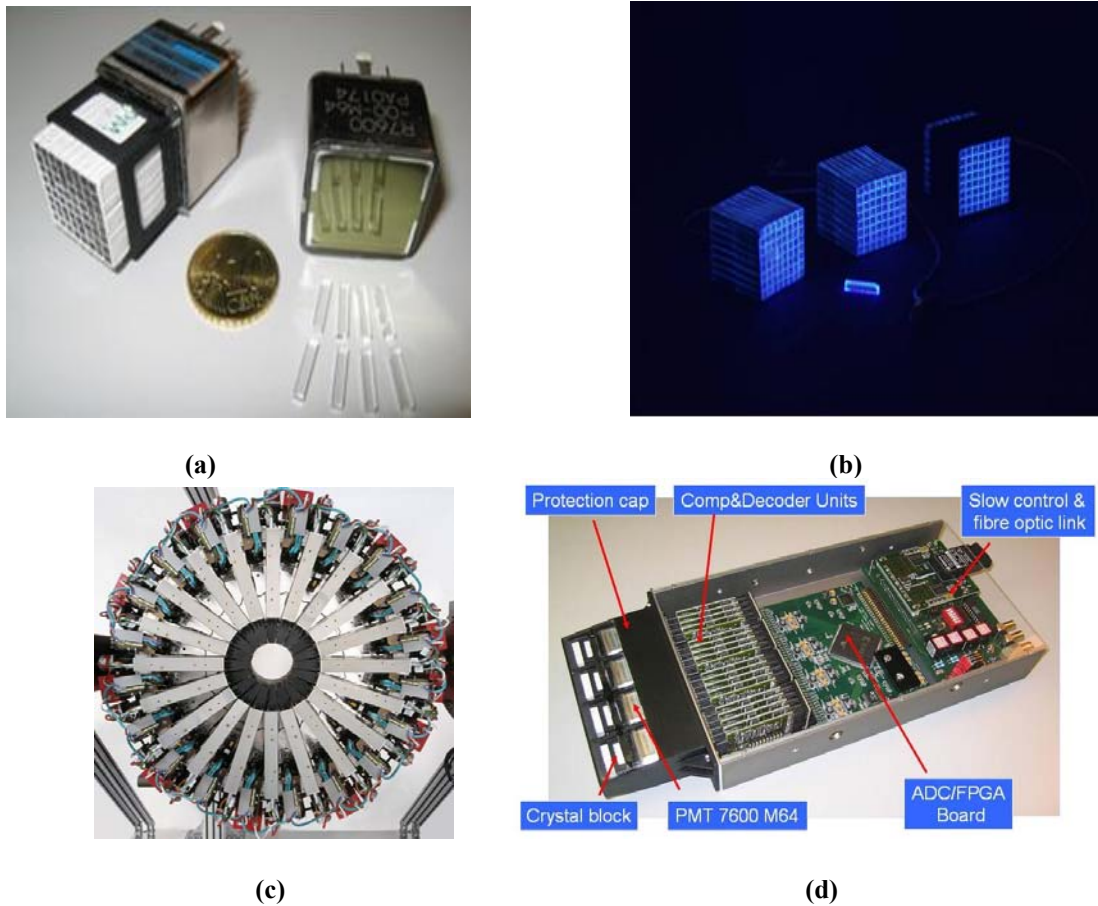 R7600
-00-M64
PA0174
(a)
(b)
Protection cap
Comp&Decoder Units
Slow control &
fibre optic link
Crystal block
PMT 7600 M64
ADC/FPGA
Board
(c)
(d)